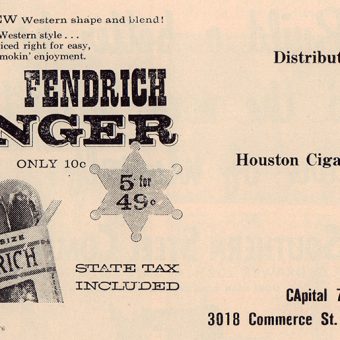 EW Western shape and blend!
Western style . . .
iced right for easy,
mokin' enjoyment.
FENDRICH
NGER
ONLY 10c
5 for
49c
SIZE
RICH
STATE TAX
INCLUDED
Distribut
Houston Ciga
CApital 7
3018 Commerce St.